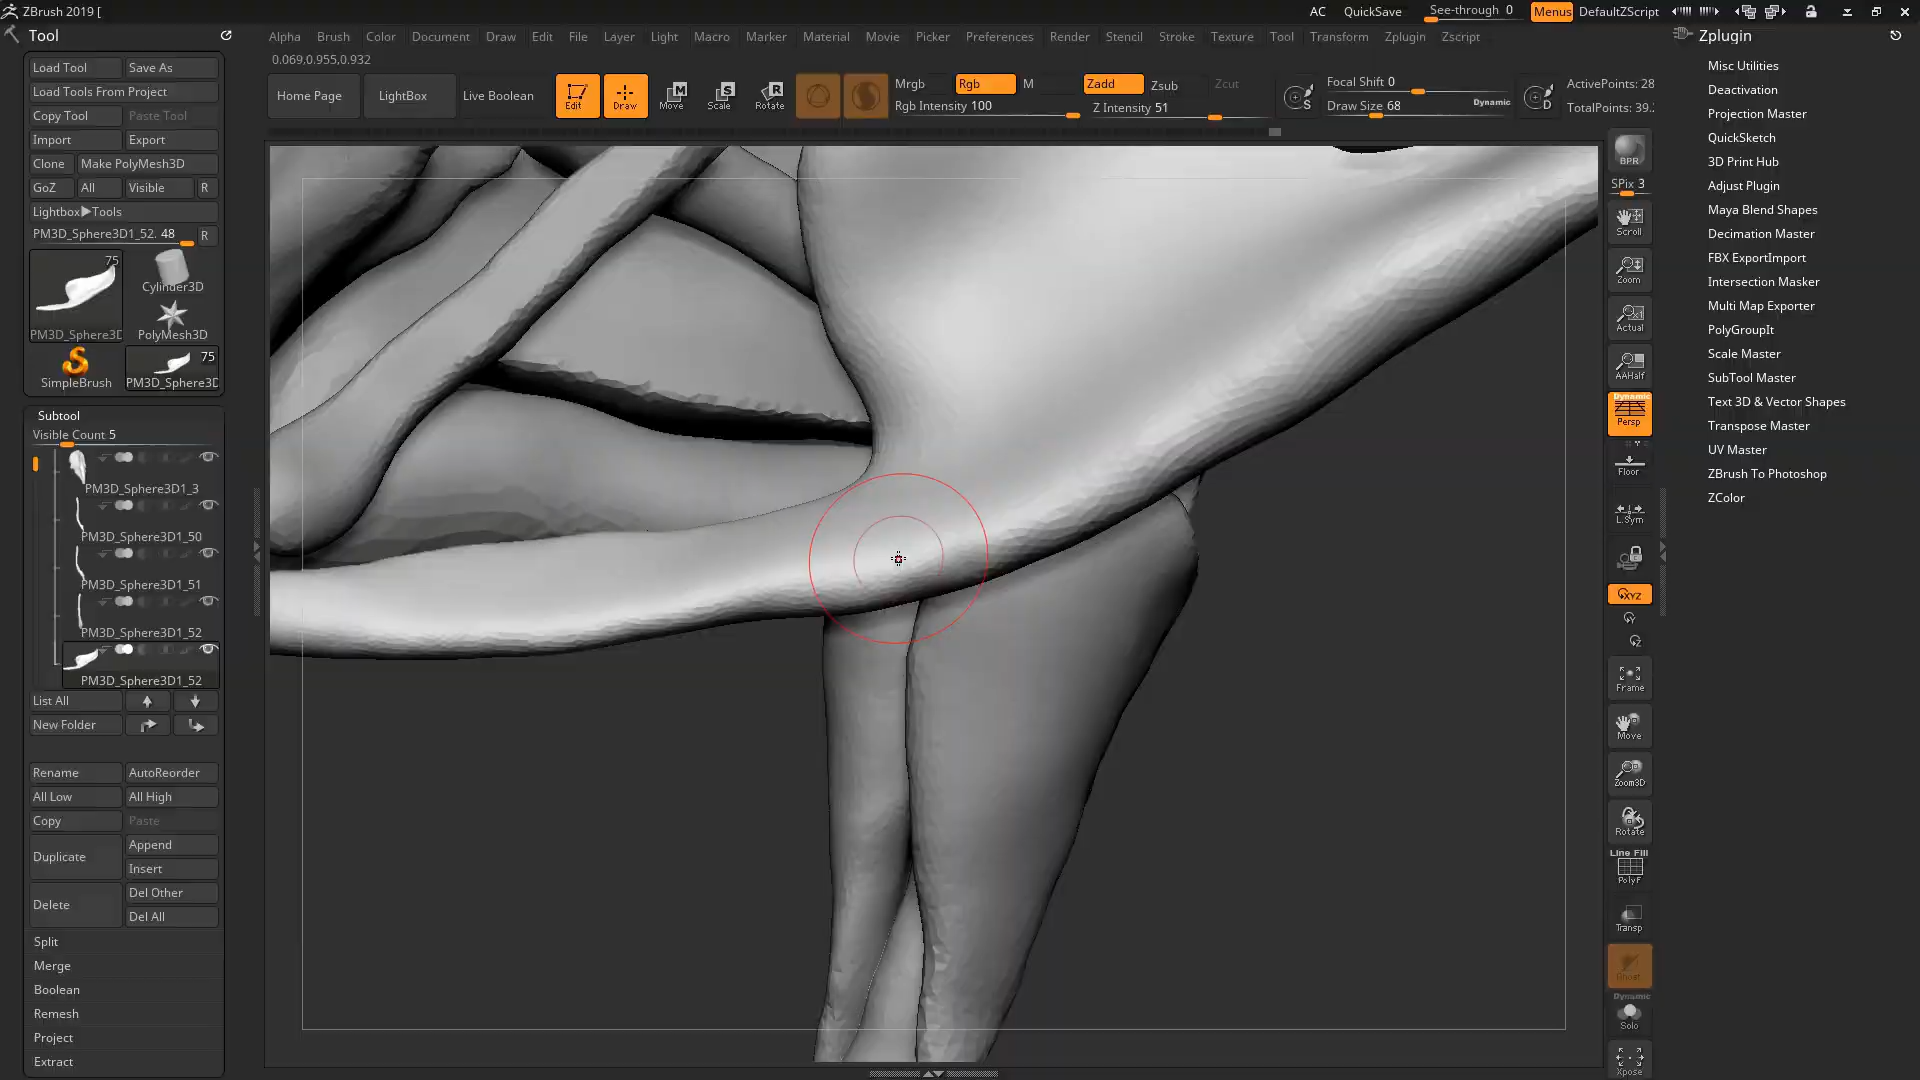 ZBrush 2019 [
AC QuickSave See-through 0 Menus DefaultZScript
Tool
Alpha Brush Color Document Draw Edit File Layer Light Macro Marker Material Movie Picker Preferences Render Stencil Stroke Texture Tool Transform Zplugin Zscript
Zplugin
0.069,0.955,0.932
Load Tool Save As
Load Tools From Project
Copy Tool Paste Tool
Import Export
Clone Make PolyMesh3D
GoZ All Visible R
Lightbox▶Tools
PM3D_Sphere3D1_52. 48 R
75
Cylinder3D
PM3D_Sphere3D PolyMesh3D
75
SimpleBrush PM3D_Sphere3D
Home Page LightBox Live Boolean Edit Draw Move Scale Rotate
M S R
Mrgb Rgb M Zadd Zsub Zcut
Rgb Intensity 100 Z Intensity 51
S Focal Shift 0
Draw Size 68 Dynamic
D ActivePoints: 28
TotalPoints: 39.
Subtool
Visible Count 5
PM3D_Sphere3D1_3
PM3D_Sphere3D1_50
PM3D_Sphere3D1_51
PM3D_Sphere3D1_52
PM3D_Sphere3D1_52
List All
New Folder
Rename AutoReorder
All Low All High
Copy Paste
Duplicate Append
Insert
Delete Del Other
Del All
Split
Merge
Boolean
Remesh
Project
Extract
BPR
SPix 3
Scroll
Zoom
Actual
AAHalf
Dynamic
Persp
Floor
L.Sym
XYZ
Frame
Move
Zoom3D
Rotate
Line Fill
PolyF
Transp
Ghost
Dynamic
Solo
Xpose
Misc Utilities
Deactivation
Projection Master
QuickSketch
3D Print Hub
Adjust Plugin
Maya Blend Shapes
Decimation Master
FBX ExportImport
Intersection Masker
Multi Map Exporter
PolyGroupIt
Scale Master
SubTool Master
Text 3D & Vector Shapes
Transpose Master
UV Master
ZBrush To Photoshop
ZColor